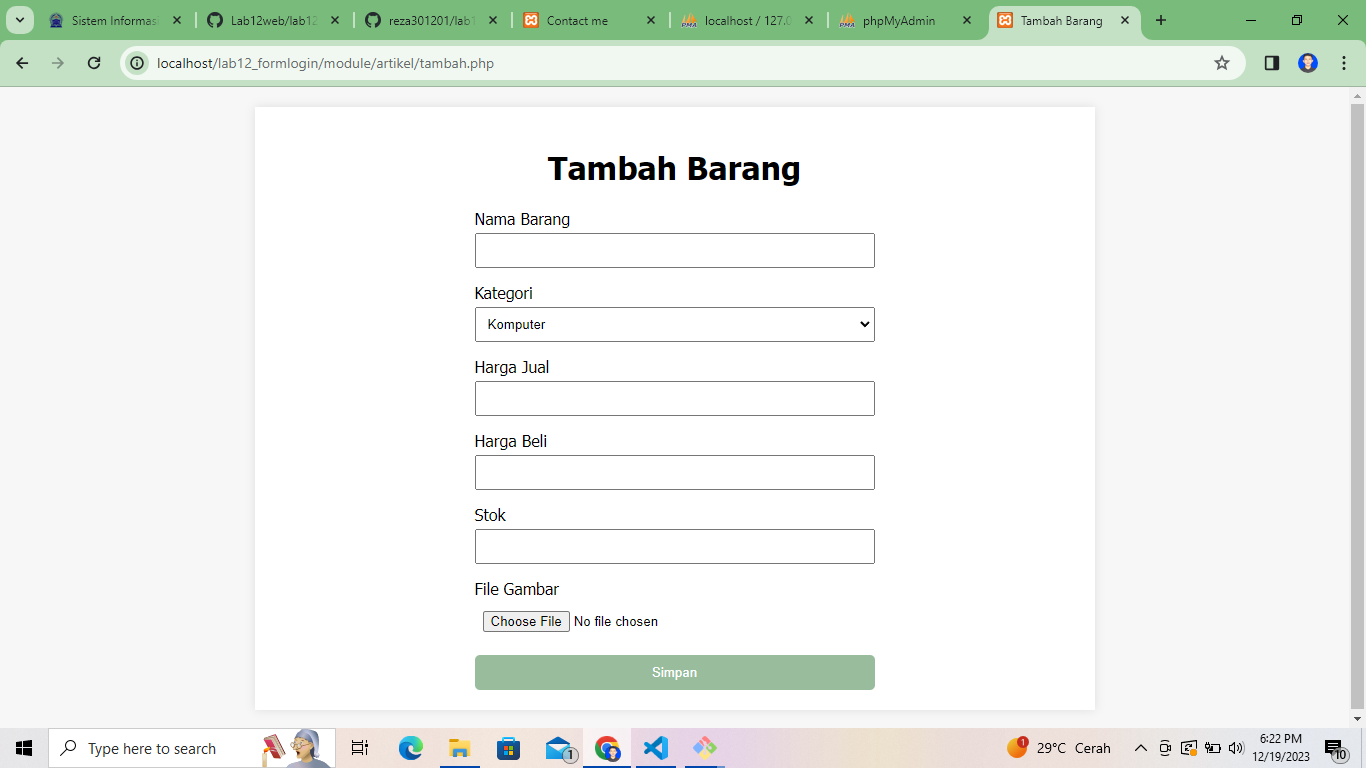 Sistem Informasi
Lab12web/lab12
reza301201/lab1
Contact me
localhost / 127.0
phpMyAdmin
Tambah Barang
localhost/lab12_formlogin/module/artikel/tambah.php
Tambah Barang
Nama Barang
Kategori
Komputer
Harga Jual
Harga Beli
Stok
File Gambar
Choose File No file chosen
Simpan
Type here to search
1
1
29°C Cerah
6:22 PM
12/19/2023
10